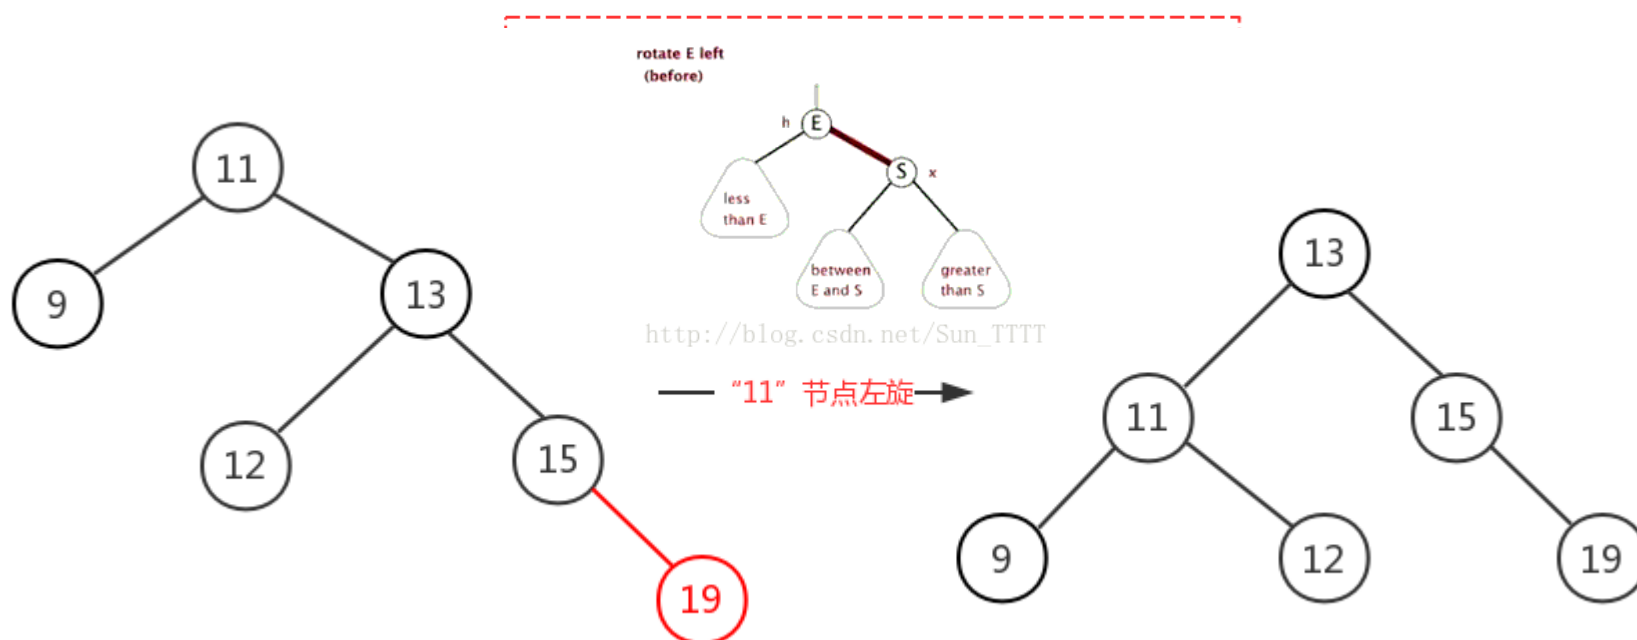 rotate E left
(before)
h
E
S
x
less
than E
between
E and S
greater
than S
http://blog.csdn.net/Sun_TTTT
“11”节点左旋
11
9
13
12
15
19
13
11
15
9
12
19